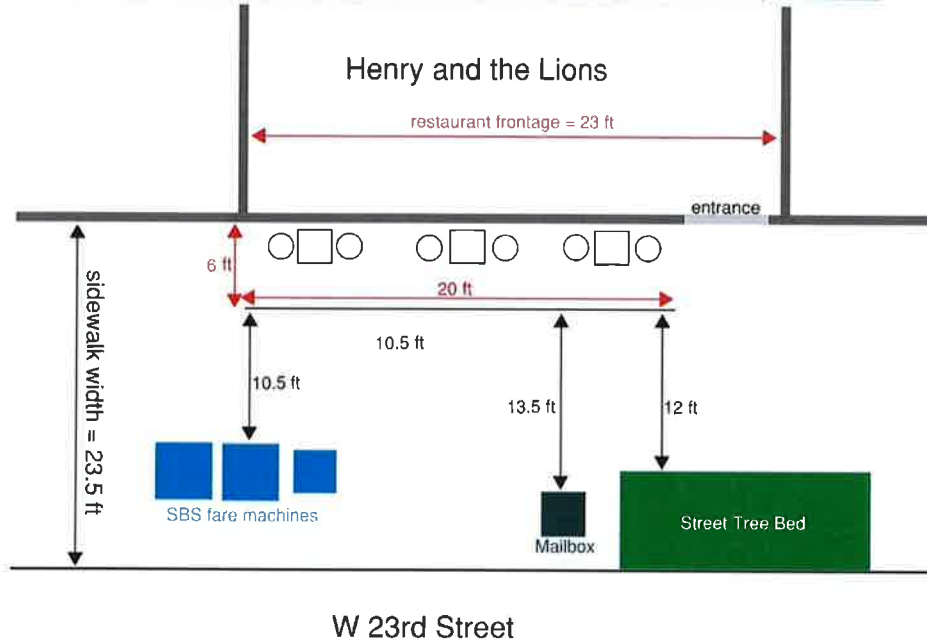 Henry and the Lions
restaurant frontage = 23 ft
entrance
6 ft
20 ft
sidewalk width = 23.5 ft
10.5 ft
10.5 ft
13.5 ft
12 ft
SBS fare machines
Mailbox
Street Tree Bed
W 23rd Street